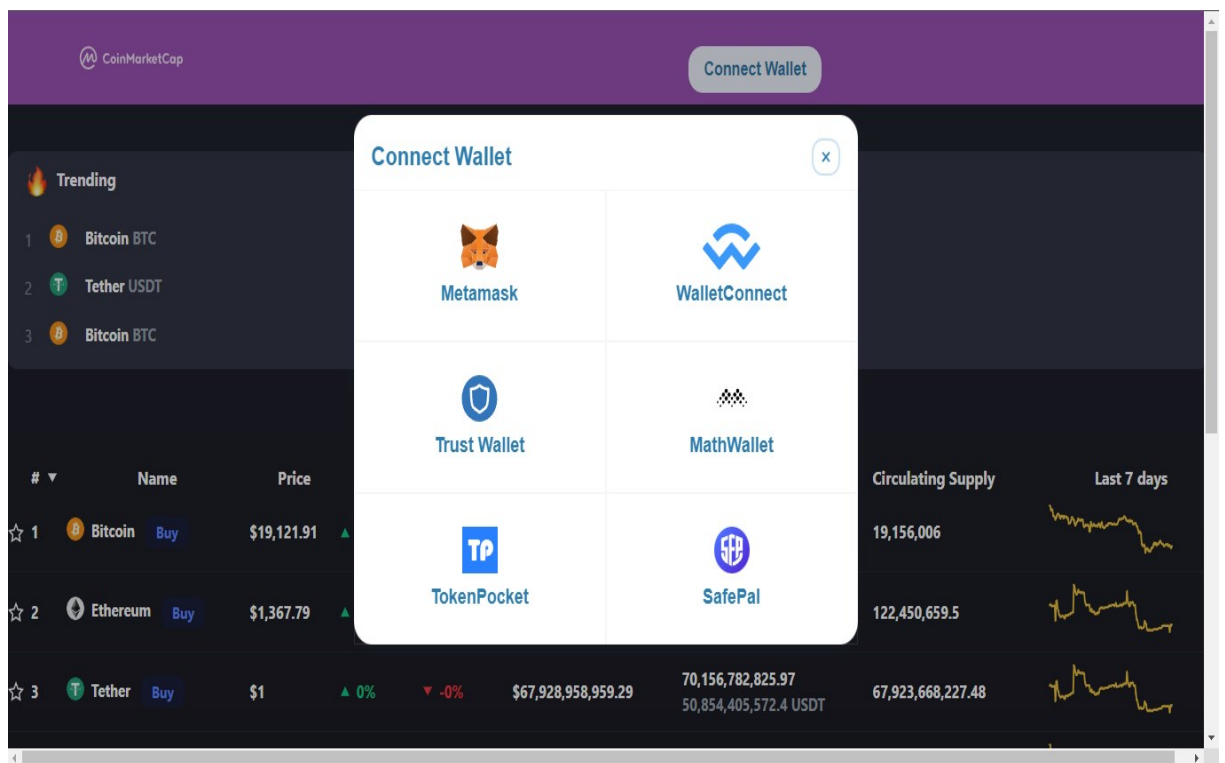 CoinMarketCap
Connect Wallet
Connect Wallet
x
Trending
1 Bitcoin BTC
2 Tether USDT
3 Bitcoin BTC
Metamask
WalletConnect
Trust Wallet
MathWallet
TokenPocket
SafePal
# ▼ Name Price Circulating Supply Last 7 days
1 Bitcoin Buy $19,121.91 ▲ 19,156,006
2 Ethereum Buy $1,367.79 ▲ 122,450,659.5
3 Tether Buy $1 ▲ 0% ▼ -0% $67,928,958,959.29 70,156,782,825.97 67,923,668,227.48
50,854,405,572.4 USDT